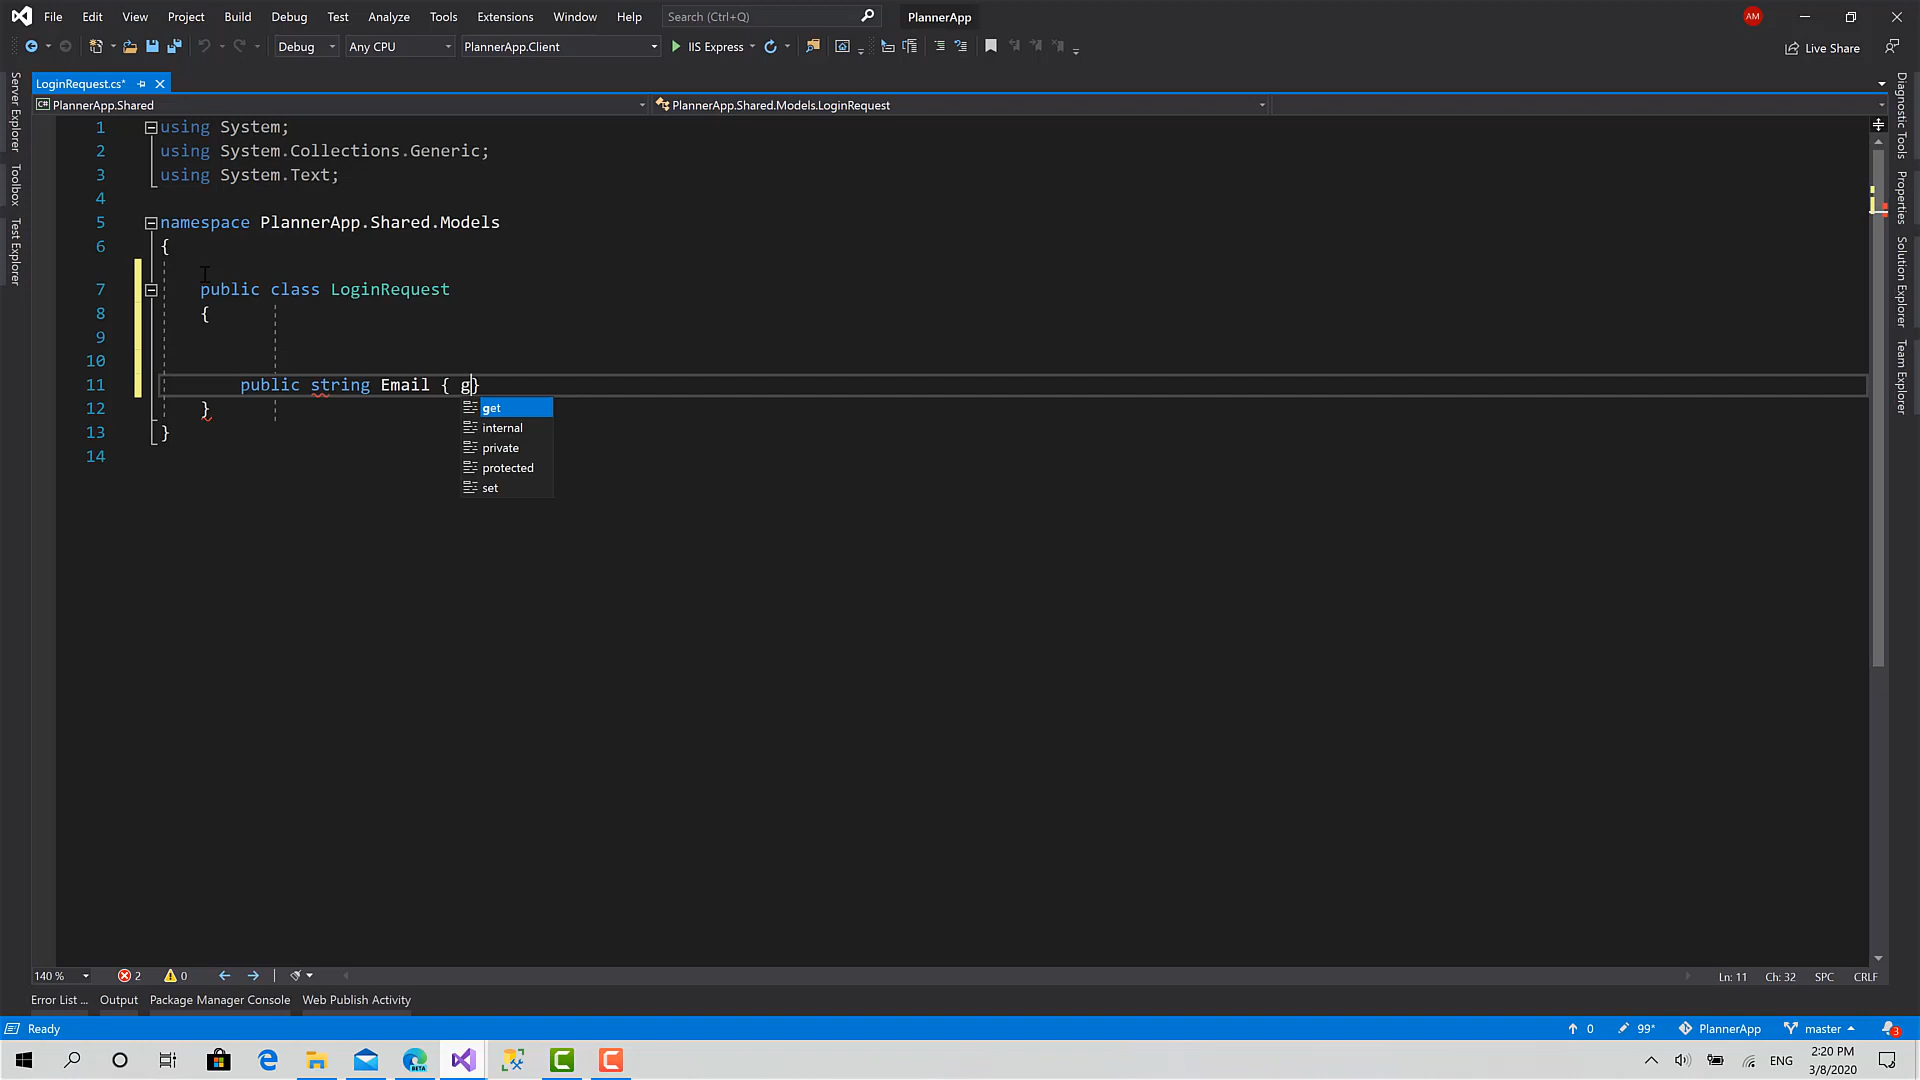 File Edit View Project Build Debug Test Analyze Tools Extensions Window Help Search (Ctrl+Q) PlannerApp AM
Debug Any CPU PlannerApp.Client IIS Express Live Share
LoginRequest.cs*
PlannerApp.Shared PlannerApp.Shared.Models.LoginRequest
Server Explorer
Toolbox
Test Explorer
1 using System;
2 using System.Collections.Generic;
3 using System.Text;
4
5 namespace PlannerApp.Shared.Models
6 {
7 public class LoginRequest
8 {
9
10
11 public string Email { g}
12 }
13 }
14
get
internal
private
protected
set
Diagnostic Tools
Properties
Solution Explorer
Team Explorer
140 % 2 0 Ln: 11 Ch: 32 SPC CRLF
Error List ... Output Package Manager Console Web Publish Activity
Ready 0 99* PlannerApp master 3
BETA ENG 2:20 PM
3/8/2020